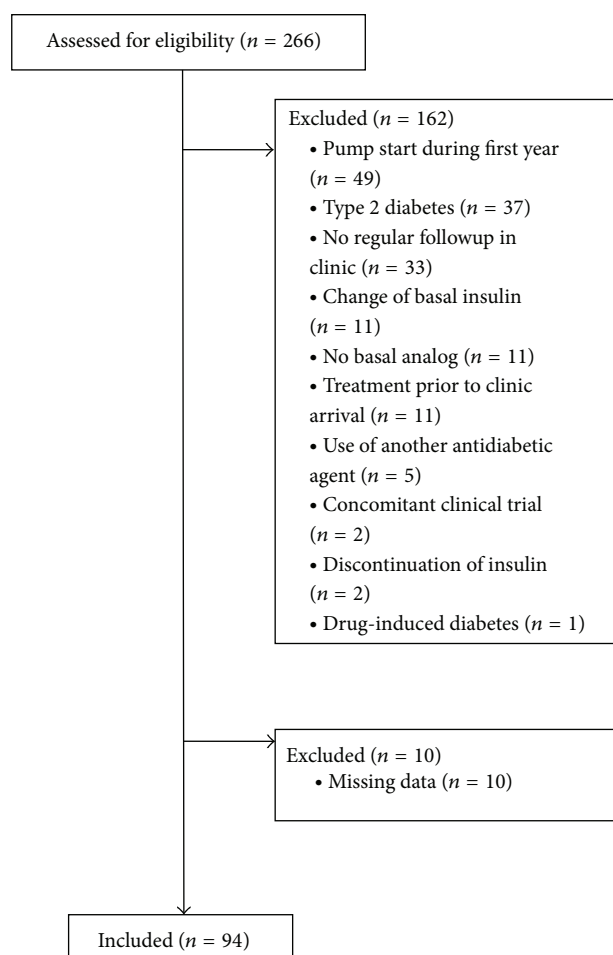 Assessed for eligibility (n = 266)
Excluded (n = 162)
• Pump start during first year
(n = 49)
• Type 2 diabetes (n = 37)
• No regular followup in
clinic (n = 33)
• Change of basal insulin
(n = 11)
• No basal analog (n = 11)
• Treatment prior to clinic
arrival (n = 11)
• Use of another antidiabetic
agent (n = 5)
• Concomitant clinical trial
(n = 2)
• Discontinuation of insulin
(n = 2)
• Drug-induced diabetes (n = 1)
Excluded (n = 10)
• Missing data (n = 10)
Included (n = 94)